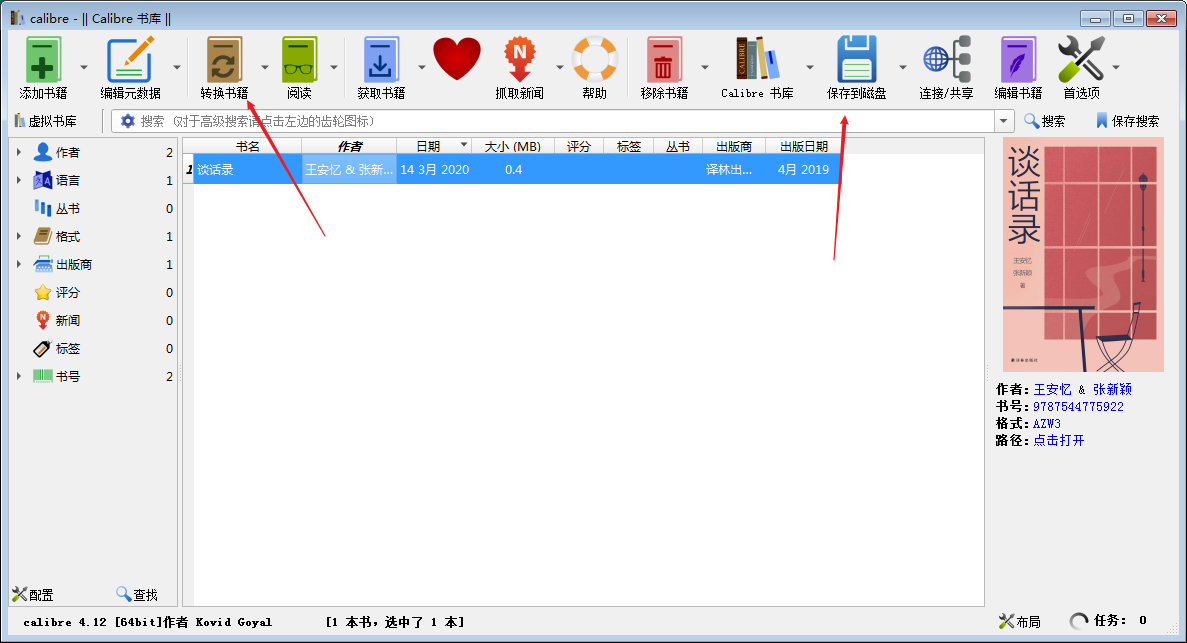 calibre - || Calibre 书库 ||
添加书籍 编辑元数据 转换书籍 阅读 获取书籍 抓取新闻 帮助 移除书籍 Calibre 书库 保存到磁盘 连接/共享 编辑书籍 首选项
虚拟书库 搜索 (对于高级搜索请点击左边的齿轮图标) 搜索 保存搜索
书名 作者 日期 大小 (MB) 评分 标签 丛书 出版商 出版日期
1 谈话录 王安忆 & 张新... 14 3月 2020 0.4 译林出... 4月 2019
作者 2
语言 1
丛书 0
格式 1
出版商 1
评分 0
新闻 0
标签 0
书号 2
谈话录
王安忆
张新颖
著
作者: 王安忆 & 张新颖
书号: 9787544775922
格式: AZW3
路径: 点击打开
配置 查找
calibre 4.12 [64bit]作者 Kovid Goyal [1 本书，选中了 1 本] 布局 任务: 0